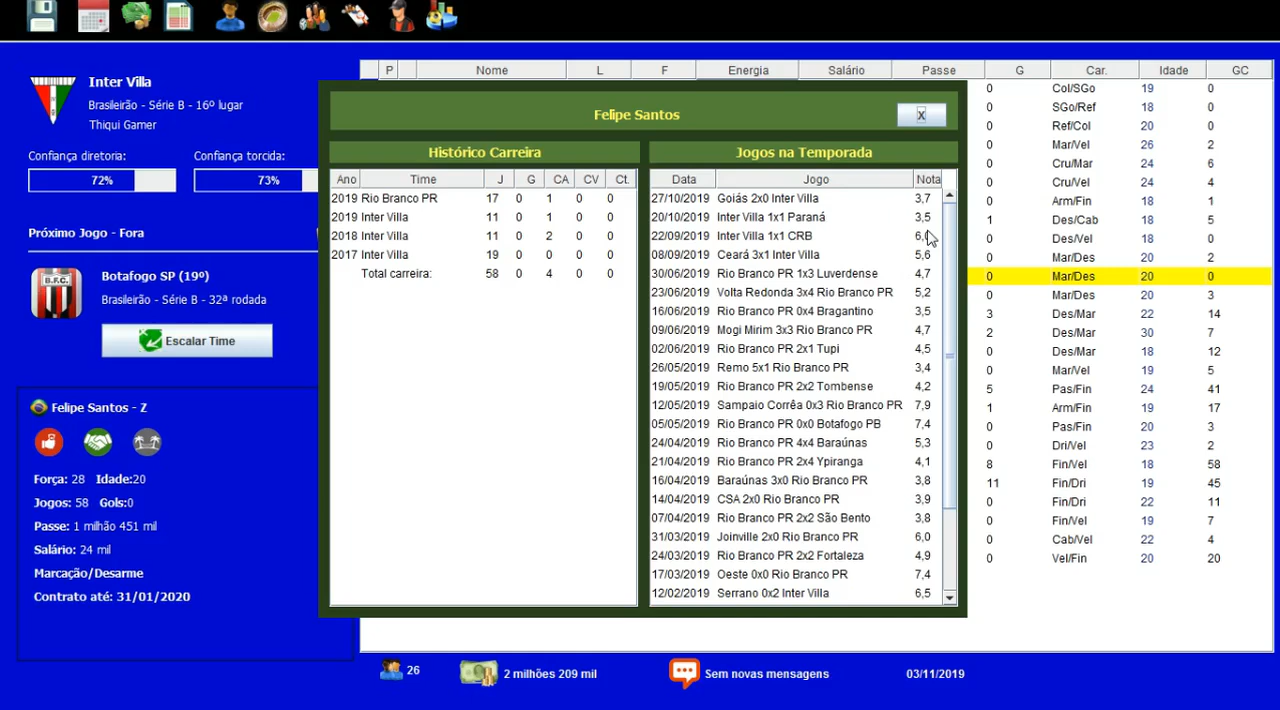 P Nome L F Energia Salário Passe G Car. Idade GC
Inter Villa
Brasileirão - Série B - 16º lugar
Thiqui Gamer
Confiança diretoria: Confiança torcida:
72% 73%
Próximo Jogo - Fora
B.F.C.
Botafogo SP (19º)
Brasileirão - Série B - 32ª rodada
Escalar Time
Felipe Santos - Z
Força: 28 Idade:20
Jogos: 58 Gols:0
Passe: 1 milhão 451 mil
Salário: 24 mil
Marcação/Desarme
Contrato até: 31/01/2020
Felipe Santos
X
Histórico Carreira
Ano Time J G CA CV Ct.
2019 Rio Branco PR 17 0 1 0 0
2019 Inter Villa 11 0 1 0 0
2018 Inter Villa 11 0 2 0 0
2017 Inter Villa 19 0 0 0 0
Total carreira: 58 0 4 0 0
Jogos na Temporada
Data Jogo Nota
27/10/2019 Goiás 2x0 Inter Villa 3,7
20/10/2019 Inter Villa 1x1 Paraná 3,5
22/09/2019 Inter Villa 1x1 CRB
08/09/2019 Ceará 3x1 Inter Villa 5,6
30/06/2019 Rio Branco PR 1x3 Luverdense 4,7
23/06/2019 Volta Redonda 3x4 Rio Branco PR 5,2
16/06/2019 Rio Branco PR 0x4 Bragantino 3,5
09/06/2019 Mogi Mirim 3x3 Rio Branco PR 4,7
02/06/2019 Rio Branco PR 2x1 Tupi 4,5
26/05/2019 Remo 5x1 Rio Branco PR 3,4
19/05/2019 Rio Branco PR 2x2 Tombense 4,2
12/05/2019 Sampaio Corrêa 0x3 Rio Branco PR 7,9
05/05/2019 Rio Branco PR 0x0 Botafogo PB 7,4
24/04/2019 Rio Branco PR 4x4 Baraúnas 5,3
21/04/2019 Rio Branco PR 2x4 Ypiranga 4,1
16/04/2019 Baraúnas 3x0 Rio Branco PR 3,8
14/04/2019 CSA 2x0 Rio Branco PR 3,9
07/04/2019 Rio Branco PR 2x2 São Bento 3,8
31/03/2019 Joinville 2x0 Rio Branco PR 6,0
24/03/2019 Rio Branco PR 2x2 Fortaleza 4,9
17/03/2019 Oeste 0x0 Rio Branco PR 7,4
12/02/2019 Serrano 0x2 Inter Villa 6,5
0 Col/SGo 19 0
0 SGo/Ref 18 0
0 Ref/Col 20 0
0 Mar/Vel 26 2
0 Cru/Mar 24 6
0 Cru/Vel 24 4
0 Arm/Fin 18 1
1 Des/Cab 18 5
0 Des/Vel 18 0
0 Mar/Des 20 2
0 Mar/Des 20 0
0 Mar/Des 20 3
3 Des/Mar 22 14
2 Des/Mar 30 7
0 Des/Mar 18 12
0 Mar/Vel 19 5
5 Pas/Fin 24 41
1 Arm/Fin 19 17
0 Pas/Fin 20 3
0 Dri/Vel 23 2
8 Fin/Vel 18 58
11 Fin/Dri 19 45
0 Fin/Dri 22 11
0 Fin/Vel 19 7
0 Cab/Vel 22 4
0 Vel/Fin 20 20
26 2 milhões 209 mil Sem novas mensagens 03/11/2019